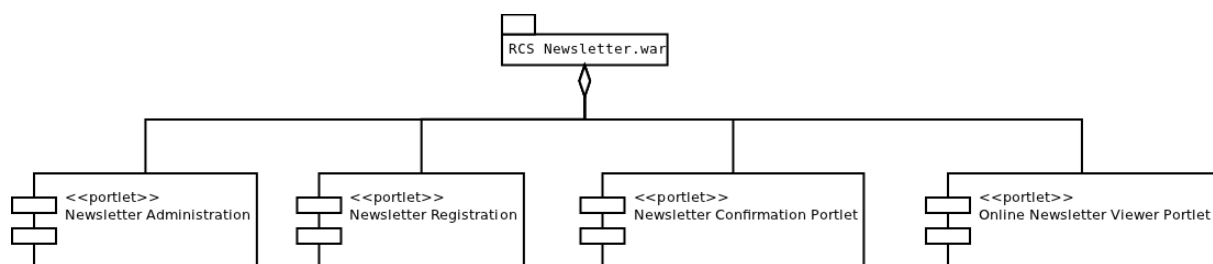 RCS Newsletter.war
<<portlet>>
Newsletter Administration
<<portlet>>
Newsletter Registration
<<portlet>>
Newsletter Confirmation Portlet
<<portlet>>
Online Newsletter Viewer Portlet